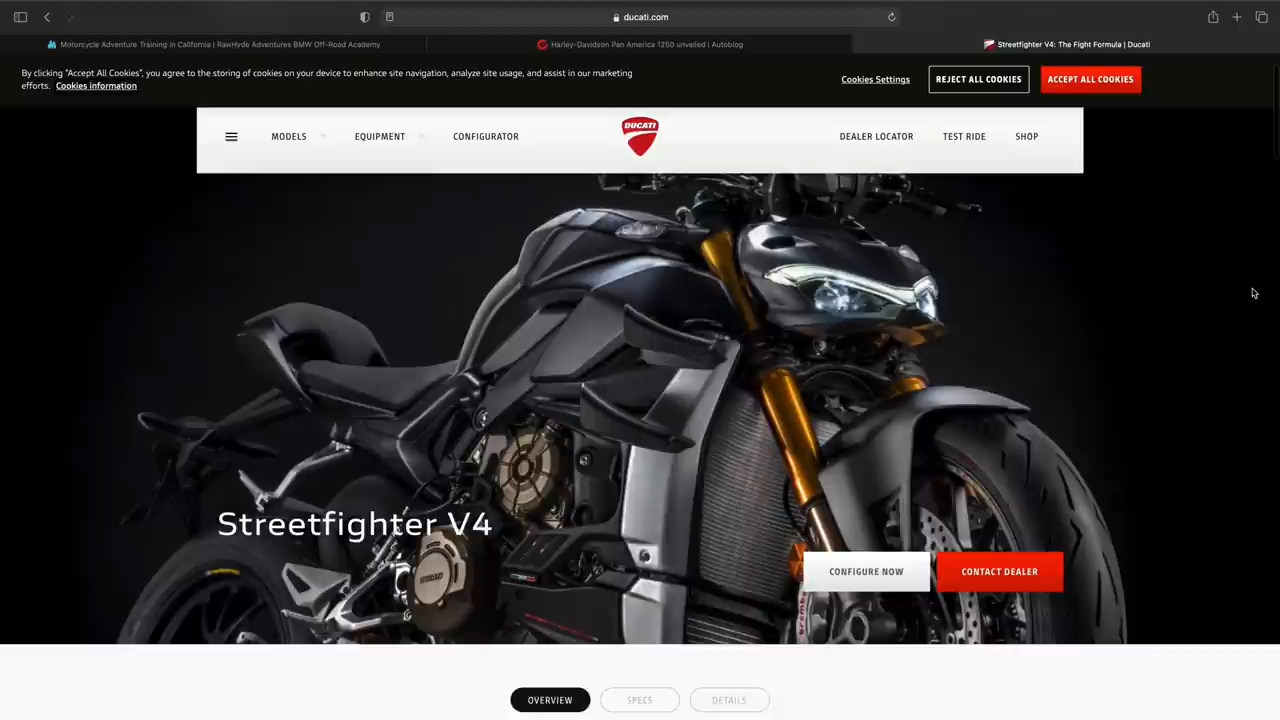 ducati.com
Motorcycle Adventure Training in California | RawHyde Adventures BMW Off-Road Academy
Harley-Davidson Pan America 1250 unveiled | Autoblog
Streetfighter V4: The Fight Formula | Ducati
By clicking "Accept All Cookies", you agree to the storing of cookies on your device to enhance site navigation, analyze site usage, and assist in our marketing
efforts. Cookies information
Cookies Settings
REJECT ALL COOKIES
ACCEPT ALL COOKIES
MODELS
EQUIPMENT
CONFIGURATOR
DUCATI
DEALER LOCATOR
TEST RIDE
SHOP
Streetfighter V4
CONFIGURE NOW
CONTACT DEALER
OVERVIEW
SPECS
DETAILS